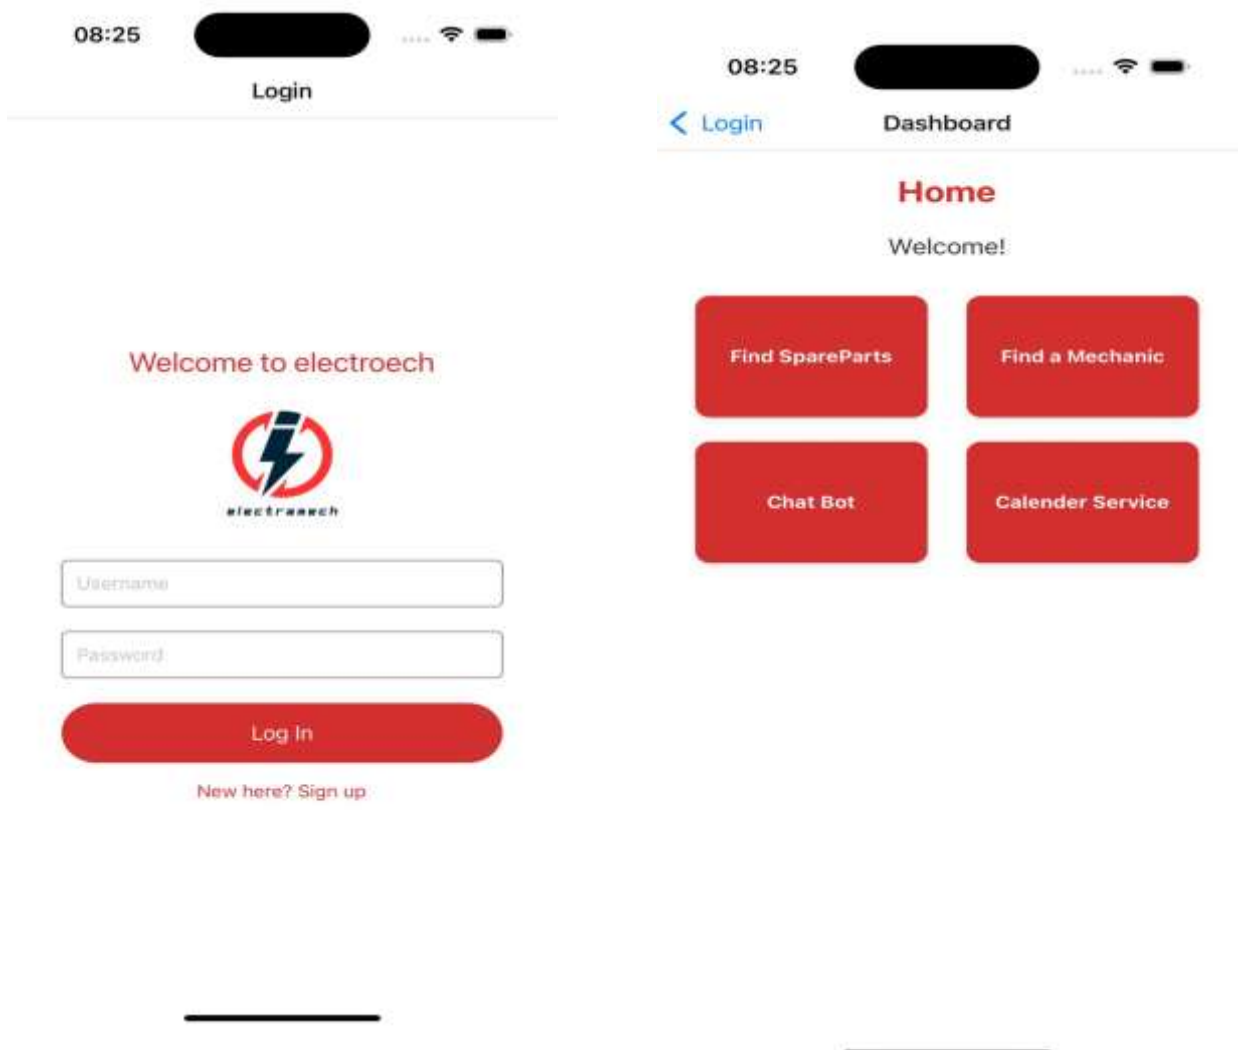 08:25
Login
Welcome to electroech
Username
Password
Log In
New here? Sign up
08:25
Login
Dashboard
Home
Welcome!
Find SpareParts
Find a Mechanic
Chat Bot
Calender Service